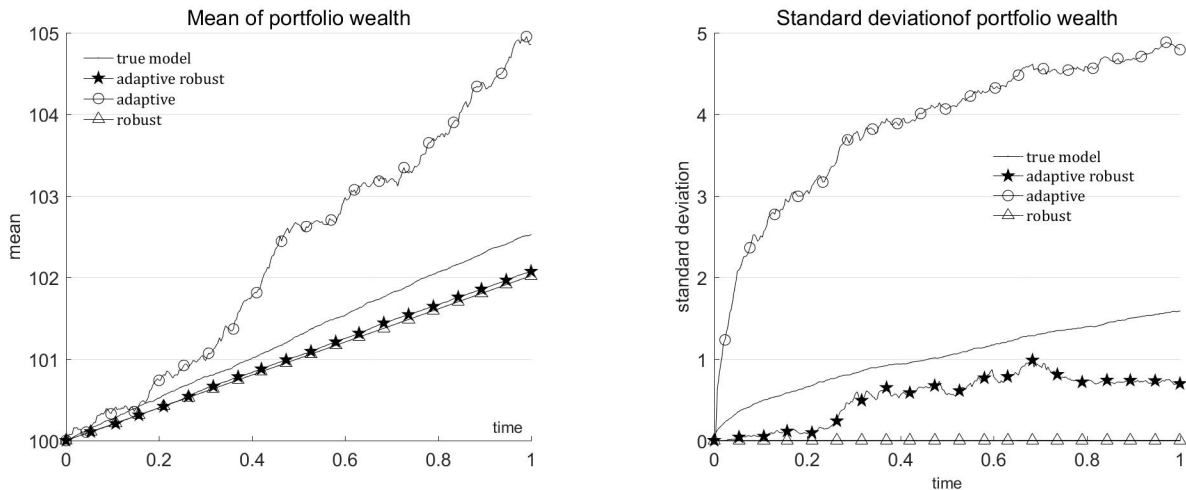 Mean of portfolio wealth
105
104
103
102
101
100
mean
true model
adaptive robust
adaptive
robust
time
0
0.2
0.4
0.6
0.8
1
Standard deviationof portfolio wealth
5
4
3
2
1
0
standard deviation
true model
adaptive robust
adaptive
robust
0
0.2
0.4
0.6
0.8
1
time